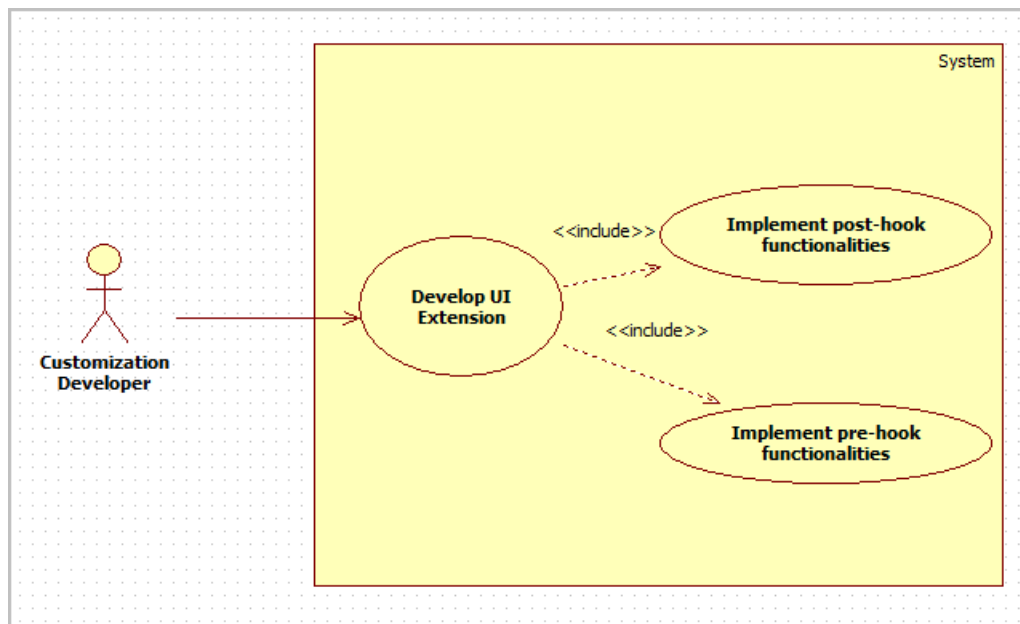 System
<<include>>
Implement post-hook
functionalities
Develop UI
Extension
<<include>>
Customization
Developer
Implement pre-hook
functionalities